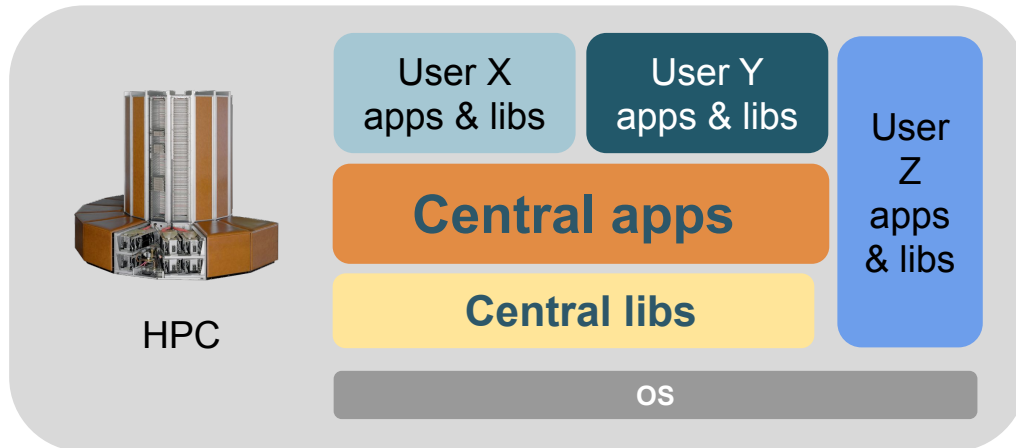 User X
apps & libs
User Y
apps & libs
User
Z
apps
& libs
Central apps
Central libs
HPC
OS